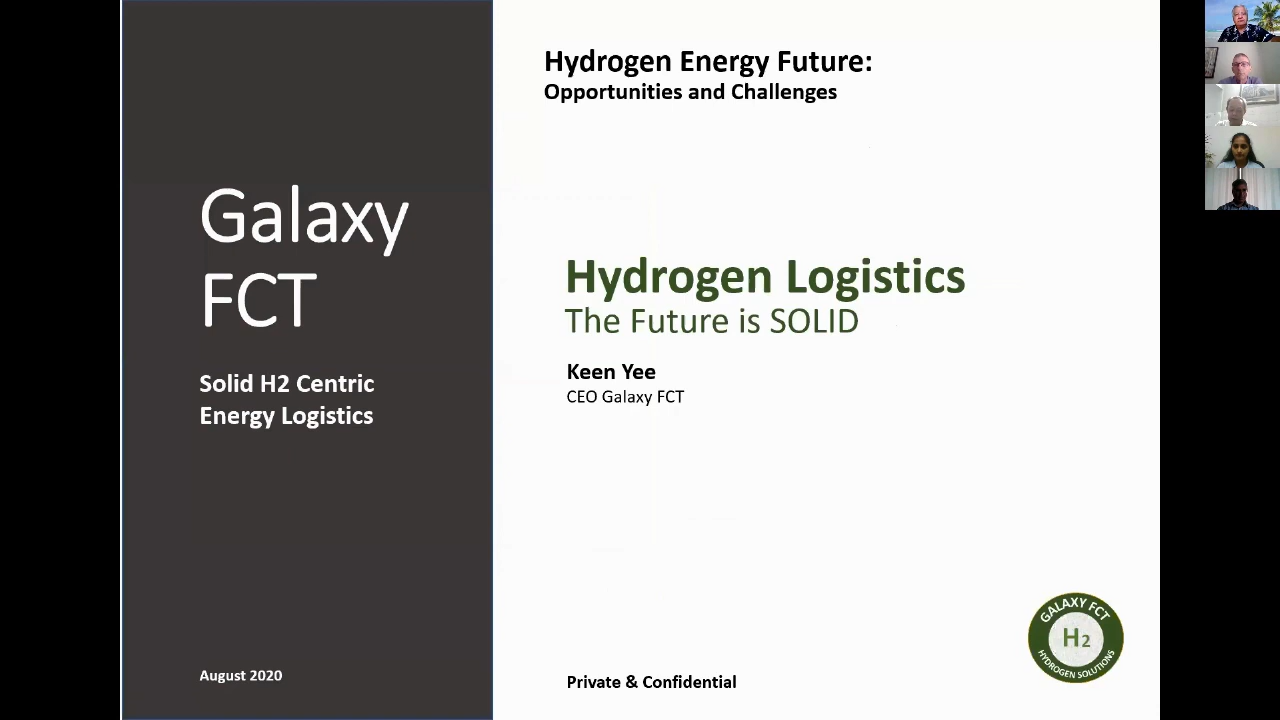 Galaxy
FCT
Solid H2 Centric
Energy Logistics
August 2020
Hydrogen Energy Future:
Opportunities and Challenges
Hydrogen Logistics
The Future is SOLID
Keen Yee
CEO Galaxy FCT
Private & Confidential
GALAXY FCT
H2
HYDROGEN SOLUTIONS